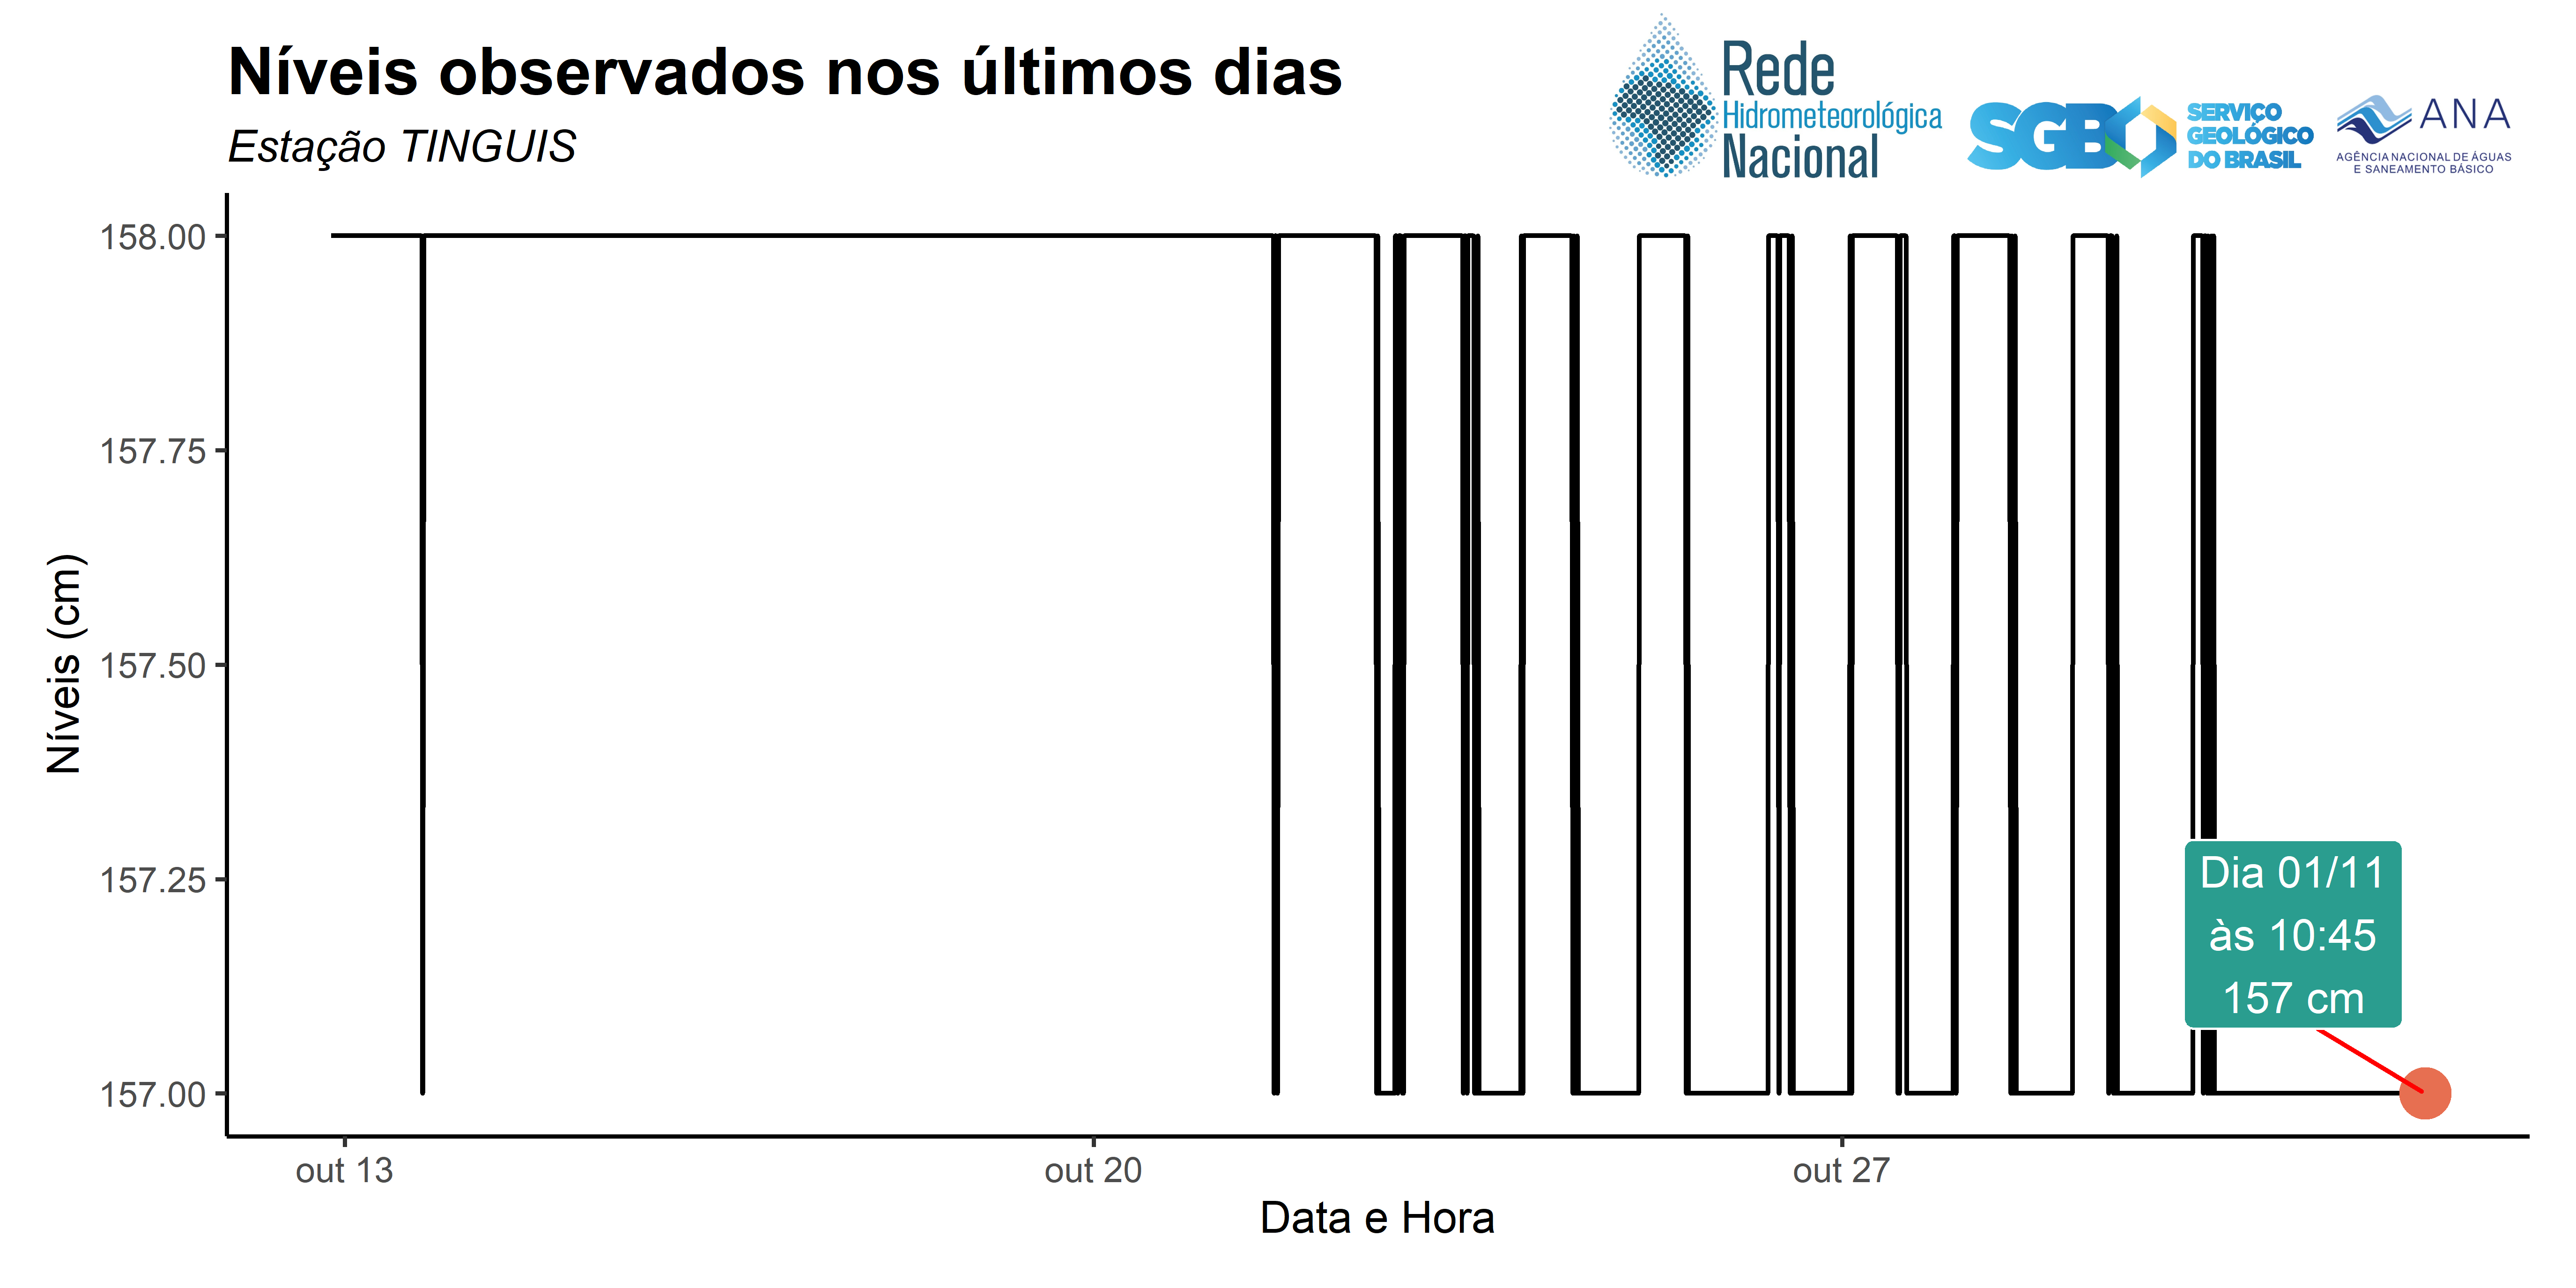 Níveis observados nos últimos dias
Estação TINGUIS
Rede
Hidrometeorológica
Nacional
SGB
SERVIÇO
GEOLÓGICO
DO BRASIL
ANA
AGÊNCIA NACIONAL DE ÁGUAS
E SANEAMENTO BÁSICO
Níveis (cm)
158.00
157.75
157.50
157.25
157.00
Dia 01/11
às 10:45
157 cm
out 13
out 20
out 27
Data e Hora